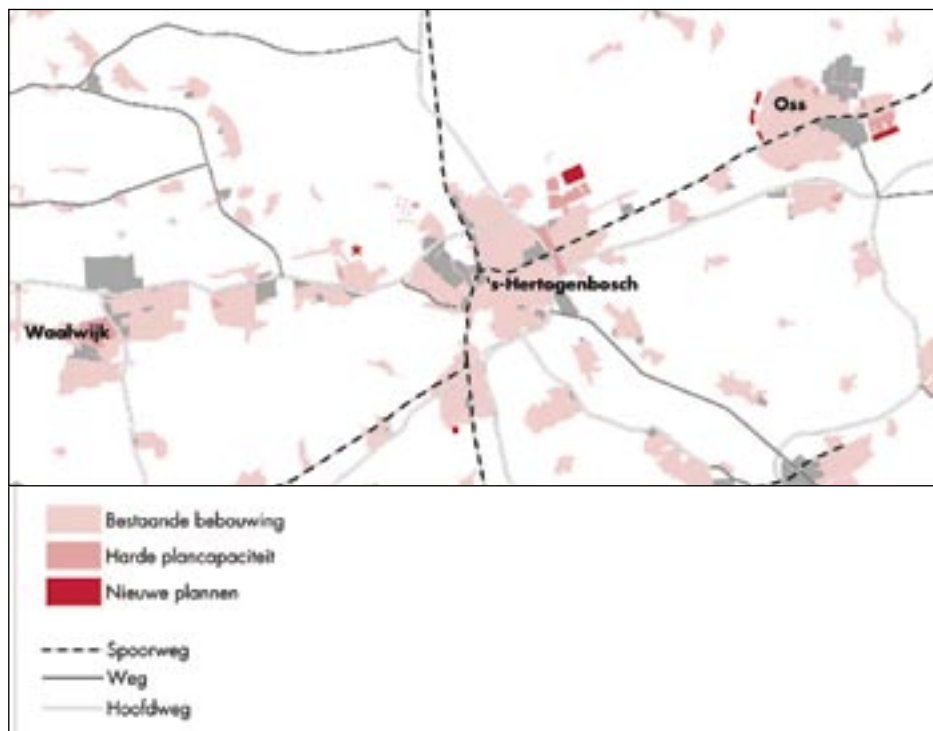 Oss
's-Hertogenbosch
Waalwijk
Bestaande bebouwing
Harde plancapaciteit
Nieuwe plannen
Spoorweg
Weg
Hoofdweg